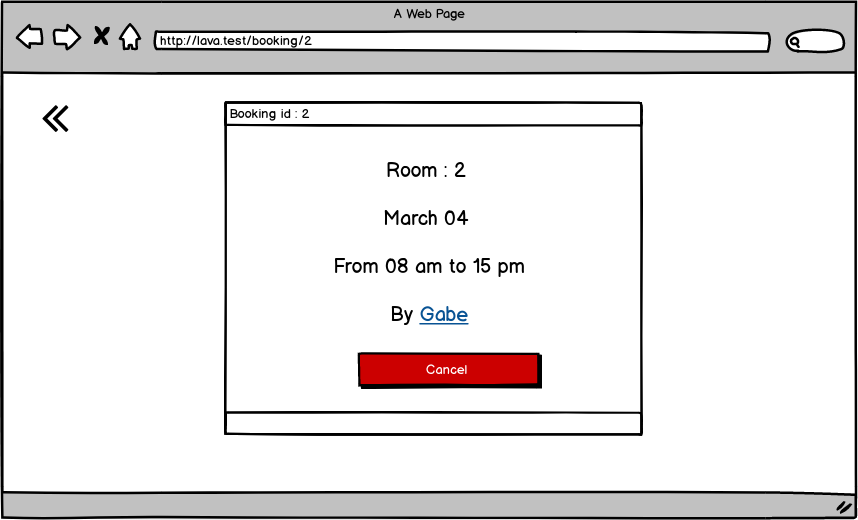 A Web Page
http://lava.test/booking/2
Booking id : 2
Room : 2
March 04
From 08 am to 15 pm
By Gabe
Cancel